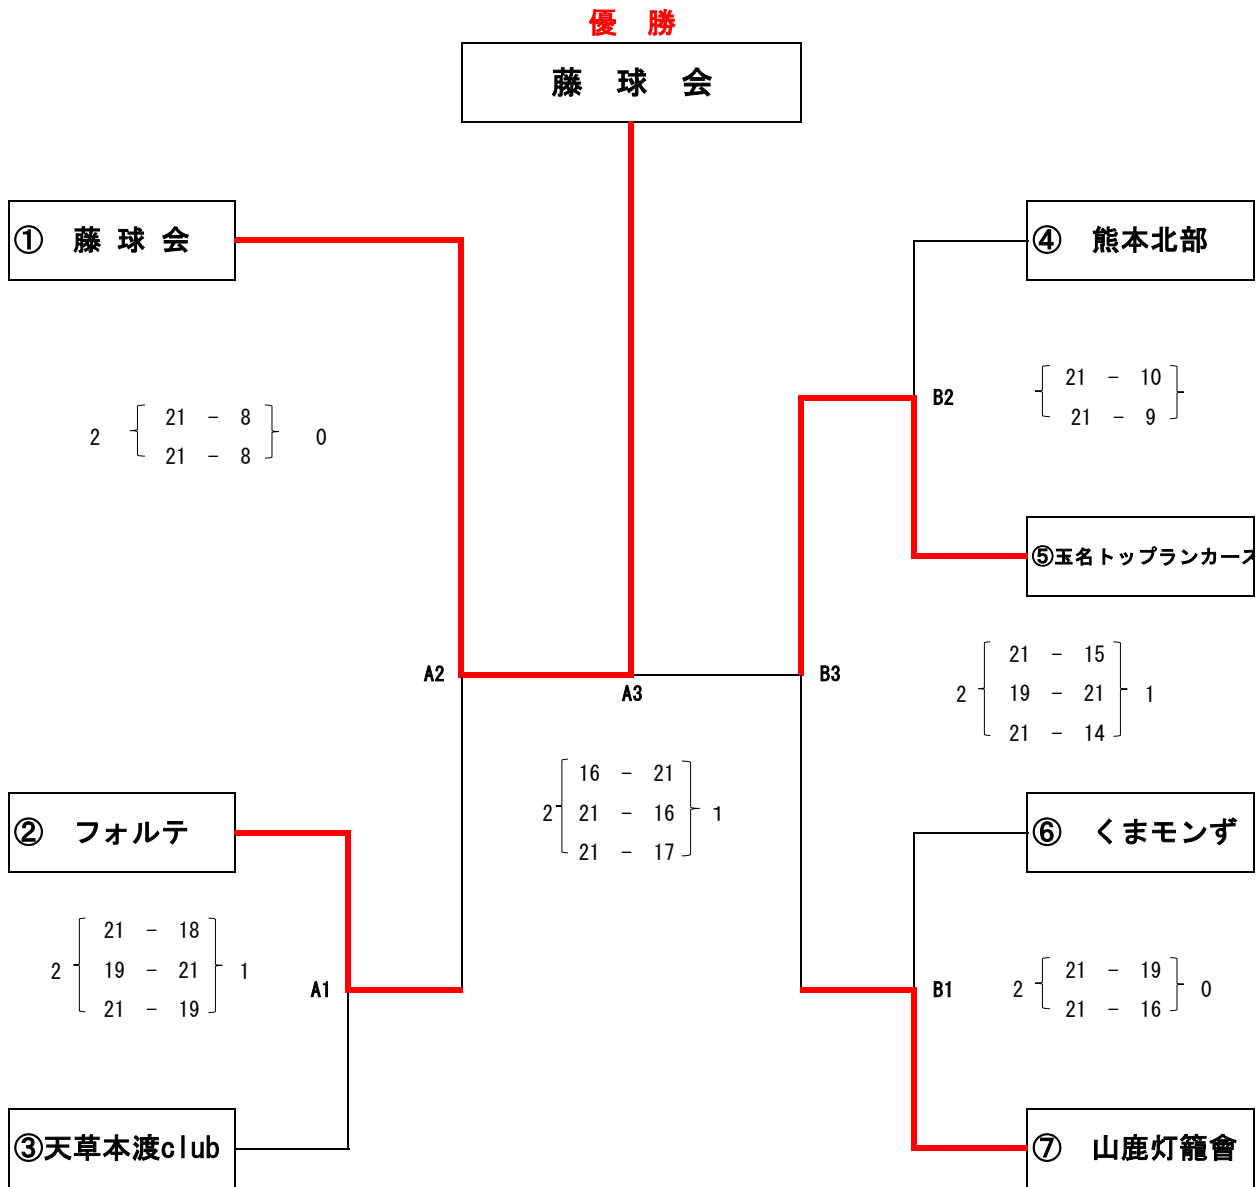 優 勝
藤 球 会
① 藤 球 会
④ 熊本北部
21 - 10
21 - 9
B2
2 21 - 8 0
21 - 8
⑤玉名トップランカース
21 - 15
2 19 - 21 1
21 - 14
A2
B3
A3
16 - 21
2 21 - 16 1
21 - 17
② フォルテ
⑥ くまモンず
21 - 18
2 19 - 21 1
21 - 19
A1
B1
2 21 - 19 0
21 - 16
③天草本渡club
⑦ 山鹿灯籠會